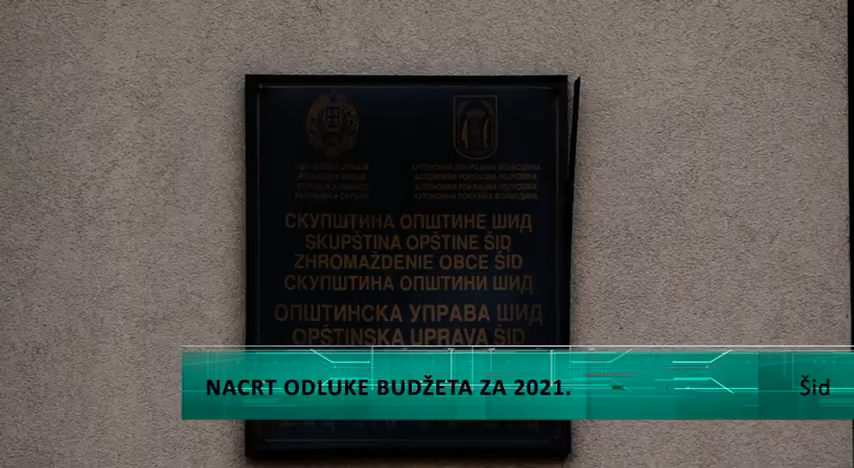 СКУПШТИНА ОПШТИНЕ ШИД
SKUPŠTINA OPŠTINE ŠID
ZHROMAŽDENIE OBCE ŠÍD
СКУПШТИНА ОПШТИНИ ШИД
ОПШТИНСКА УПРАВА ШИД
OPŠTINSKA UPRAVA ŠID
NACRT ODLUKE BUDŽETA ZA 2021.
Šid